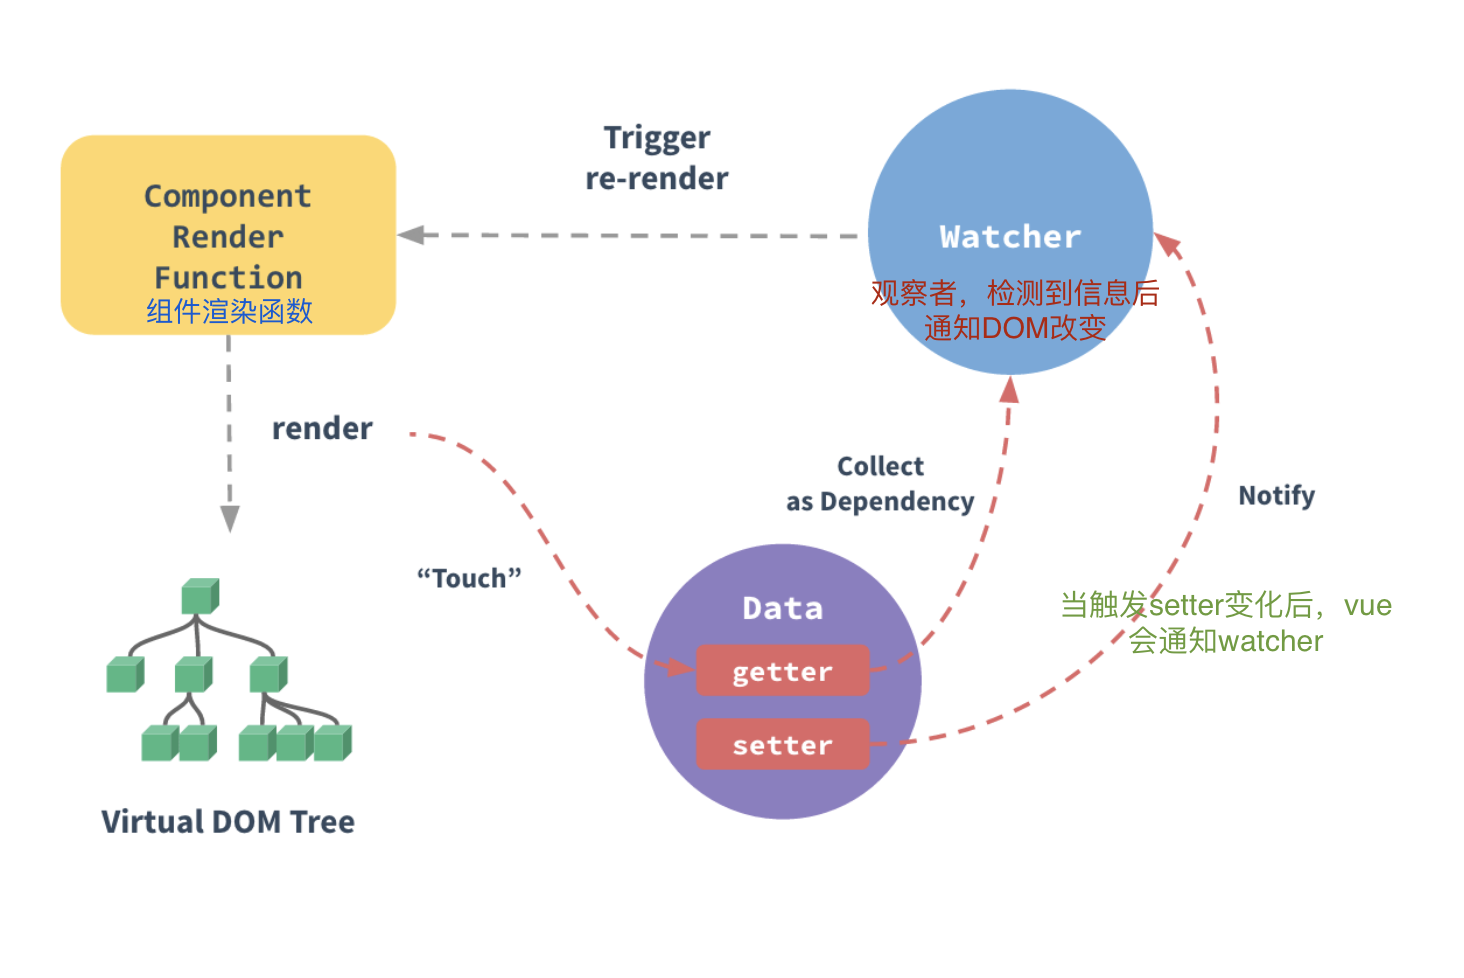 Trigger
re-render
Component
Render
Function
组件渲染函数
Watcher
观察者，检测到信息后
通知DOM改变
render
Collect
as Dependency
Notify
“Touch”
Data
当触发setter变化后，vue
会通知watcher
getter
setter
Virtual DOM Tree